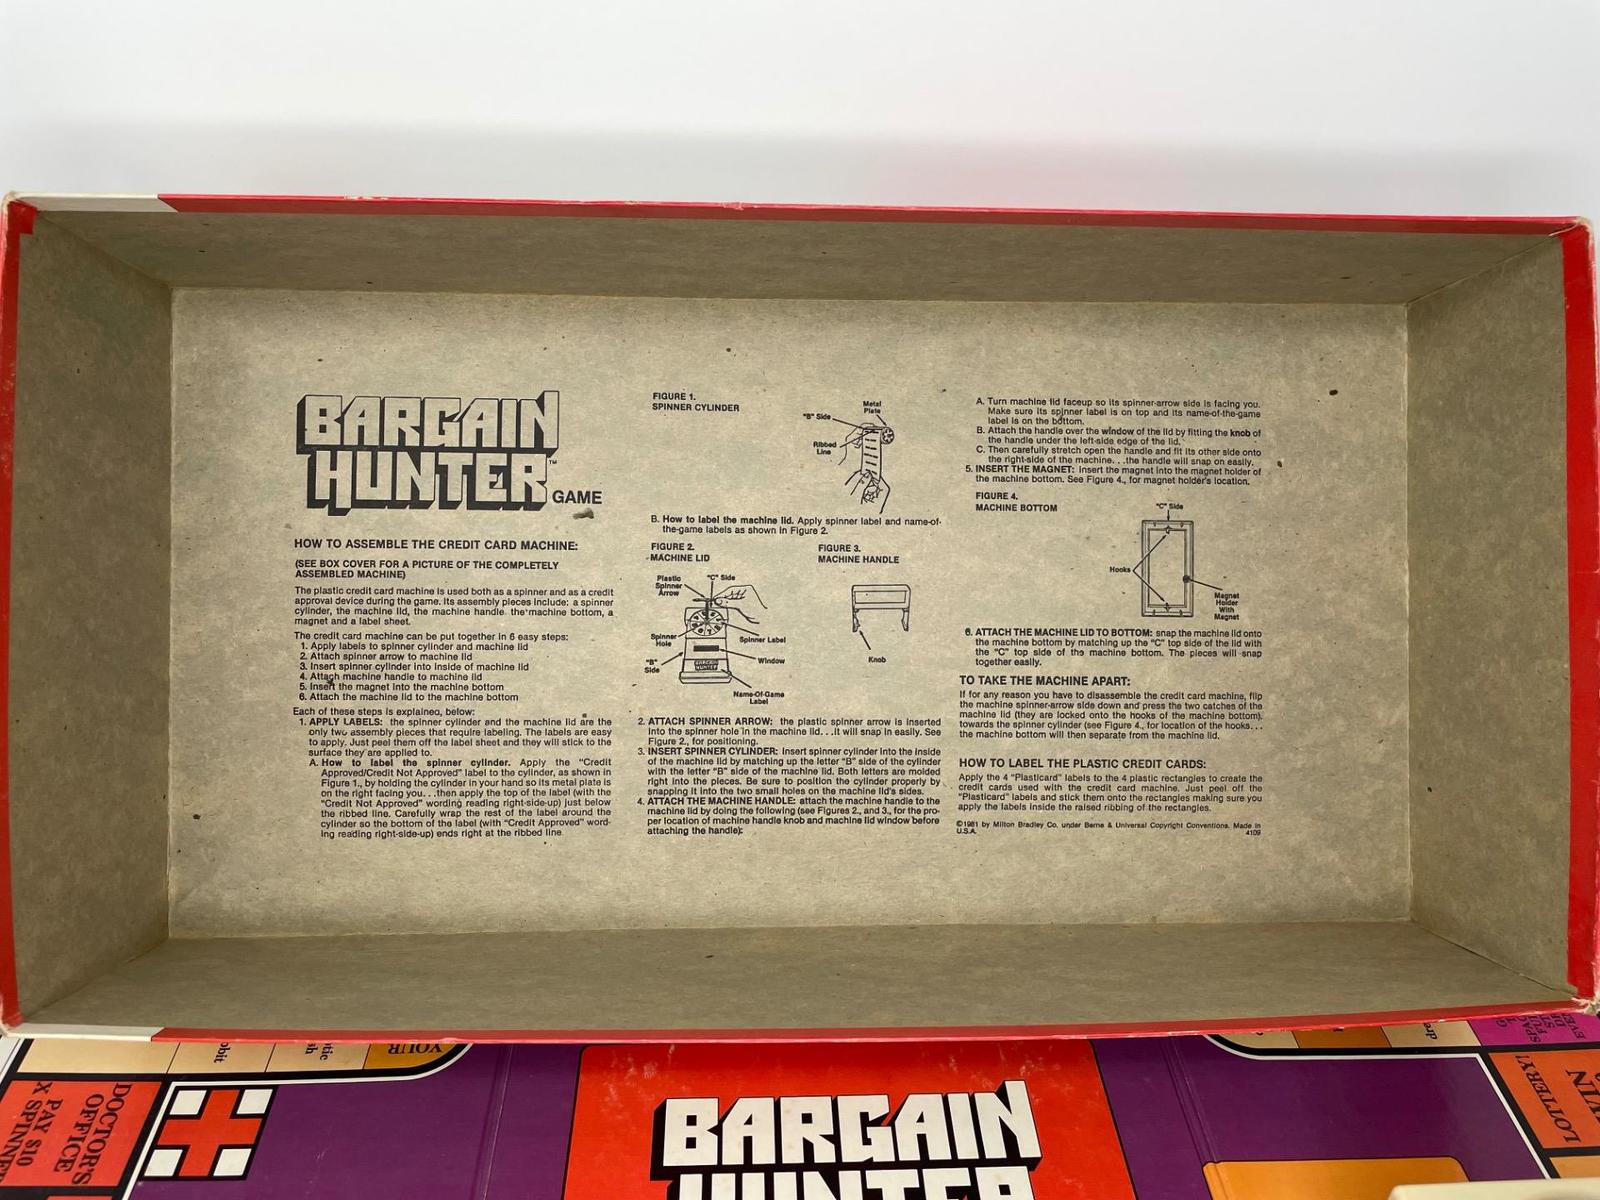 BARGAIN
HUNTER™
GAME
HOW TO ASSEMBLE THE CREDIT CARD MACHINE:
(SEE BOX COVER FOR A PICTURE OF THE COMPLETELY
ASSEMBLED MACHINE)
The plastic credit card machine is used both as a spinner and as a credit
approval device during the game. Its assembly pieces include: a spinner
cylinder, the machine lid, the machine handle, the machine bottom, a
magnet and a label sheet.
The credit card machine can be put together in 6 easy steps:
1. Apply labels to spinner cylinder and machine lid
2. Attach spinner arrow to machine lid
3. Insert spinner cylinder into inside of machine lid
4. Attach machine handle to machine lid
5. Insert the magnet into the machine bottom
6. Attach the machine lid to the machine bottom
Each of these steps is explained, below:
1. APPLY LABELS: the spinner cylinder and the machine lid are the
only two assembly pieces that require labeling. The labels are easy
to apply. Just peel them off the label sheet and they will stick to the
surface they are applied to.
A. How to label the spinner cylinder. Apply the "Credit
Approved/Credit Not Approved" label to the cylinder, as shown in
Figure 1., by holding the cylinder in your hand so its metal plate is
on the right facing you. . .then apply the top of the label (with the
"Credit Not Approved" wording reading right-side-up) just below
the ribbed line. Carefully wrap the rest of the label around the
cylinder so the bottom of the label (with "Credit Approved" word-
ing reading right-side-up) ends right at the ribbed line.
FIGURE 1.
SPINNER CYLINDER
"B" Side
Metal
Plate
Ribbed
Line
B. How to label the machine lid. Apply spinner label and name-of-
the-game labels as shown in Figure 2.
FIGURE 2.
MACHINE LID
Plastic
Spinner
Arrow
"C" Side
Spinner
Hole
Spinner Label
"B"
Side
Window
BARGAIN
HUNTER
Name-Of-Game
Label
FIGURE 3.
MACHINE HANDLE
Knob
2. ATTACH SPINNER ARROW: the plastic spinner arrow is inserted
into the spinner hole in the machine lid. . .it will snap in easily. See
Figure 2., for positioning.
3. INSERT SPINNER CYLINDER: Insert spinner cylinder into the inside
of the machine lid by matching up the letter "B" side of the cylinder
with the letter "B" side of the machine lid. Both letters are molded
right into the pieces. Be sure to position the cylinder properly by
snapping it into the two small holes on the machine lid's sides.
4. ATTACH THE MACHINE HANDLE: attach the machine handle to the
machine lid by doing the following (see Figures 2., and 3., for the pro-
per location of machine handle knob and machine lid window before
attaching the handle):
A. Turn machine lid faceup so its spinner-arrow side is facing you.
Make sure its spinner label is on top and its name-of-the-game
label is on the bottom.
B. Attach the handle over the window of the lid by fitting the knob of
the handle under the left-side edge of the lid.
C. Then carefully stretch open the handle and fit its other side onto
the right-side of the machine. . .the handle will snap on easily.
5. INSERT THE MAGNET: Insert the magnet into the magnet holder of
the machine bottom. See Figure 4., for magnet holder's location.
FIGURE 4.
MACHINE BOTTOM
"C" Side
Hooks
Magnet
Holder
With
Magnet
6. ATTACH THE MACHINE LID TO BOTTOM: snap the machine lid onto
the machine bottom by matching up the "C" top side of the lid with
the "C" top side of the machine bottom. The pieces will snap
together easily.
TO TAKE THE MACHINE APART:
If for any reason you have to disassemble the credit card machine, flip
the machine spinner-arrow side down and press the two catches of the
machine lid (they are locked onto the hooks of the machine bottom),
towards the spinner cylinder (see Figure 4., for location of the hooks. . .
the machine bottom will then separate from the machine lid.
HOW TO LABEL THE PLASTIC CREDIT CARDS:
Apply the 4 "Plasticard" labels to the 4 plastic rectangles to create the
credit cards used with the credit card machine. Just peel off the
"Plasticard" labels and stick them onto the rectangles making sure you
apply the labels inside the raised ribbing of the rectangles.
©1981 by Milton Bradley Co. under Berne & Universal Copyright Conventions. Made in
U.S.A. 4109
YOUR
DOCTOR'S
OFFICE
PAY $10
X SPINNE
BARGAIN
HUNTER
LOTTERY!